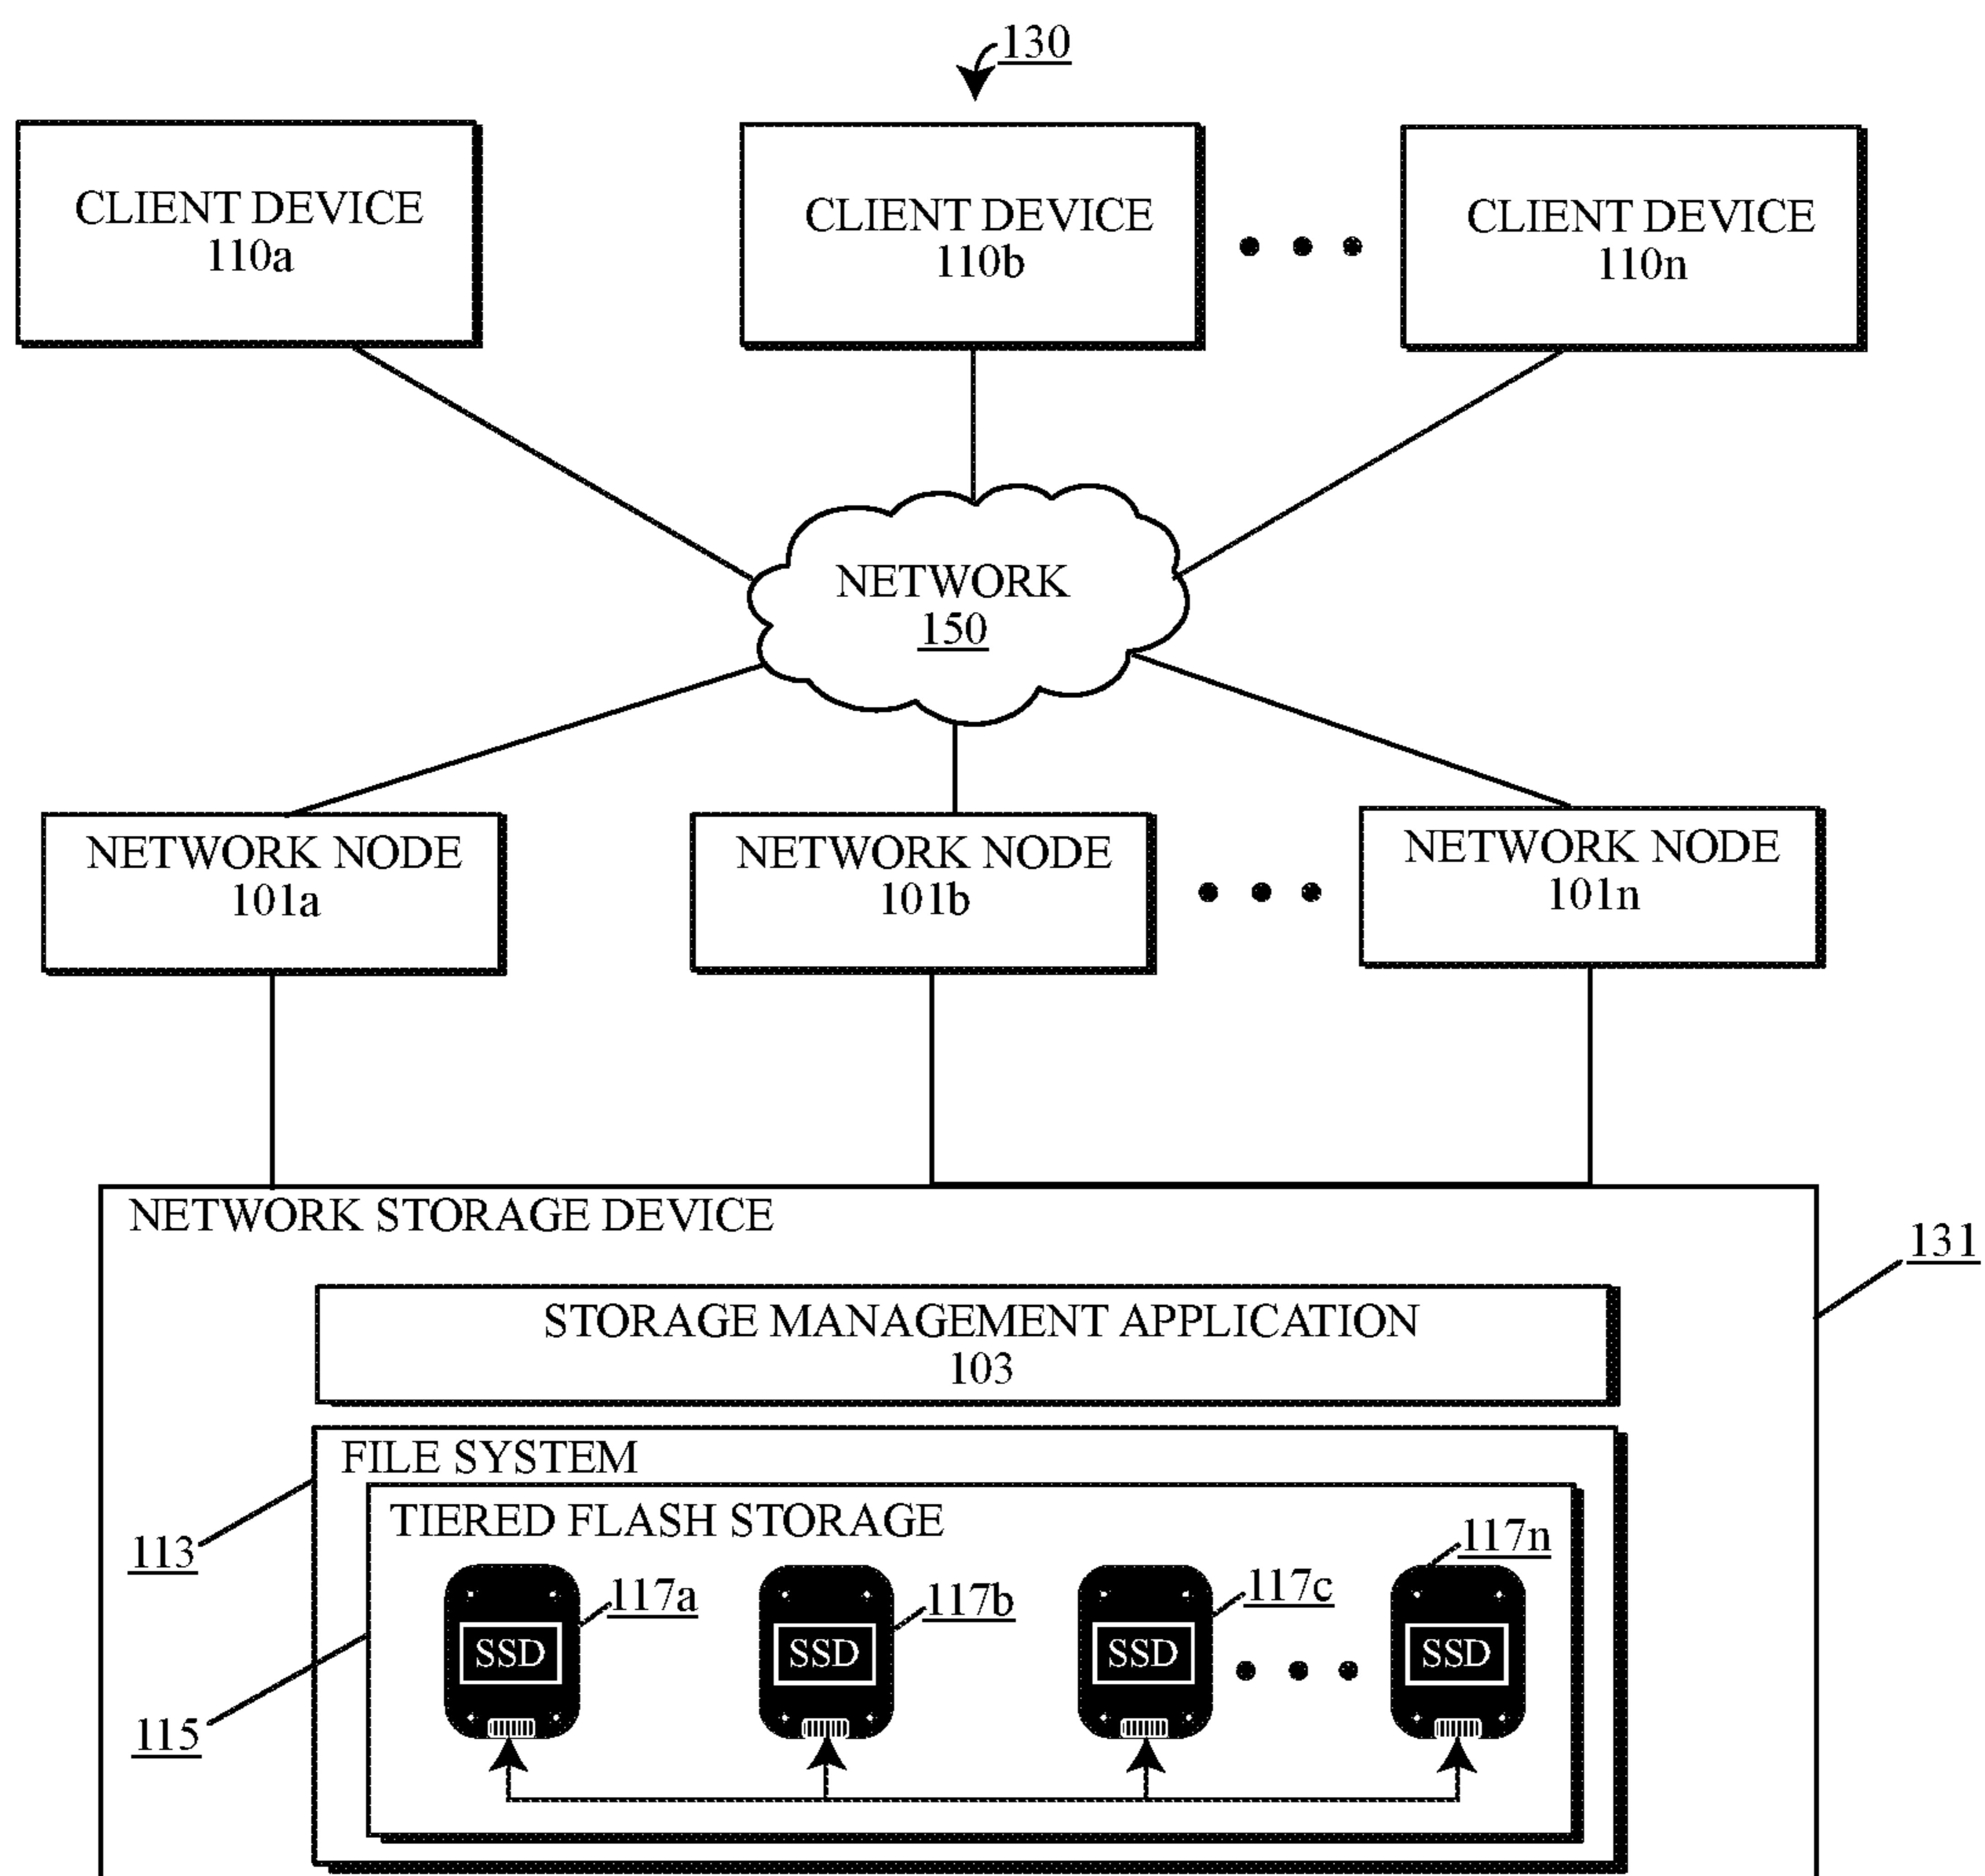 130
CLIENT DEVICE
110a
CLIENT DEVICE
110b
CLIENT DEVICE
110n
NETWORK
150
NETWORK NODE
101a
NETWORK NODE
101b
NETWORK NODE
101n
NETWORK STORAGE DEVICE
131
STORAGE MANAGEMENT APPLICATION
103
FILE SYSTEM
113
TIERED FLASH STORAGE
115
SSD
117a
SSD
117b
SSD
117c
SSD
117n